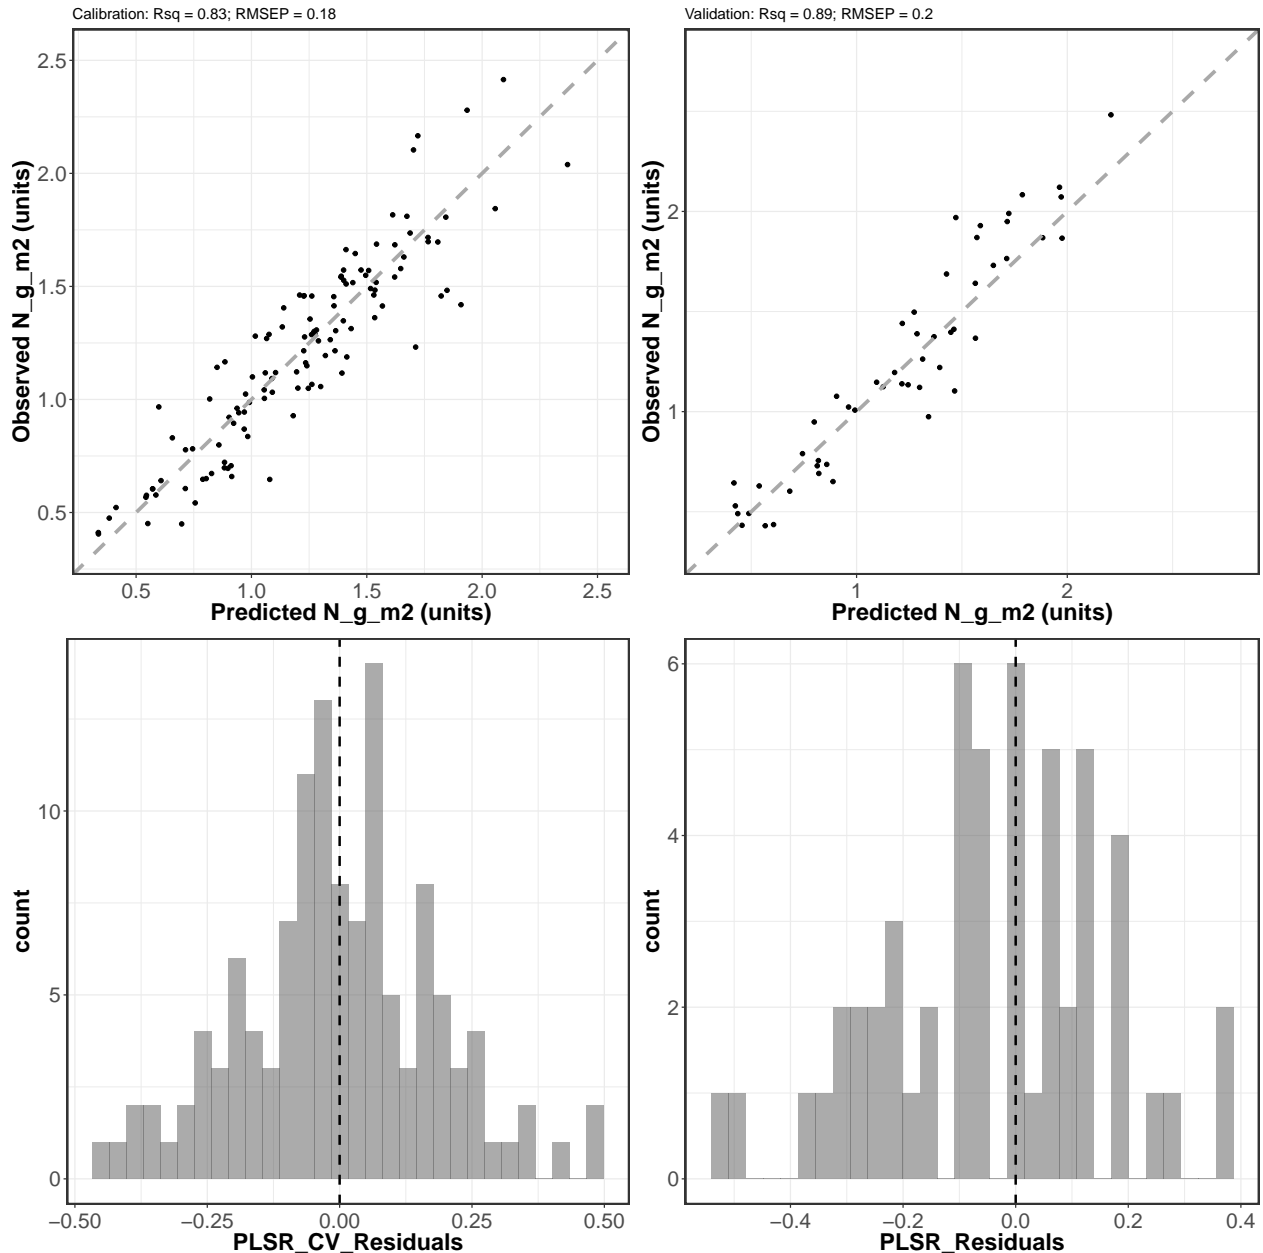 Calibration: Rsq = 0.83; RMSEP = 0.18
Validation: Rsq = 0.89; RMSEP = 0.2
Observed N_g_m2 (units)
2.5
2.0
1.5
1.0
0.5
0.5 1.0 1.5 2.0 2.5
Predicted N_g_m2 (units)
Observed N_g_m2 (units)
2
1
1 2
Predicted N_g_m2 (units)
count
10
5
0
−0.50 −0.25 0.00 0.25 0.50
PLSR_CV_Residuals
count
6
4
2
0
−0.4 −0.2 0.0 0.2 0.4
PLSR_Residuals